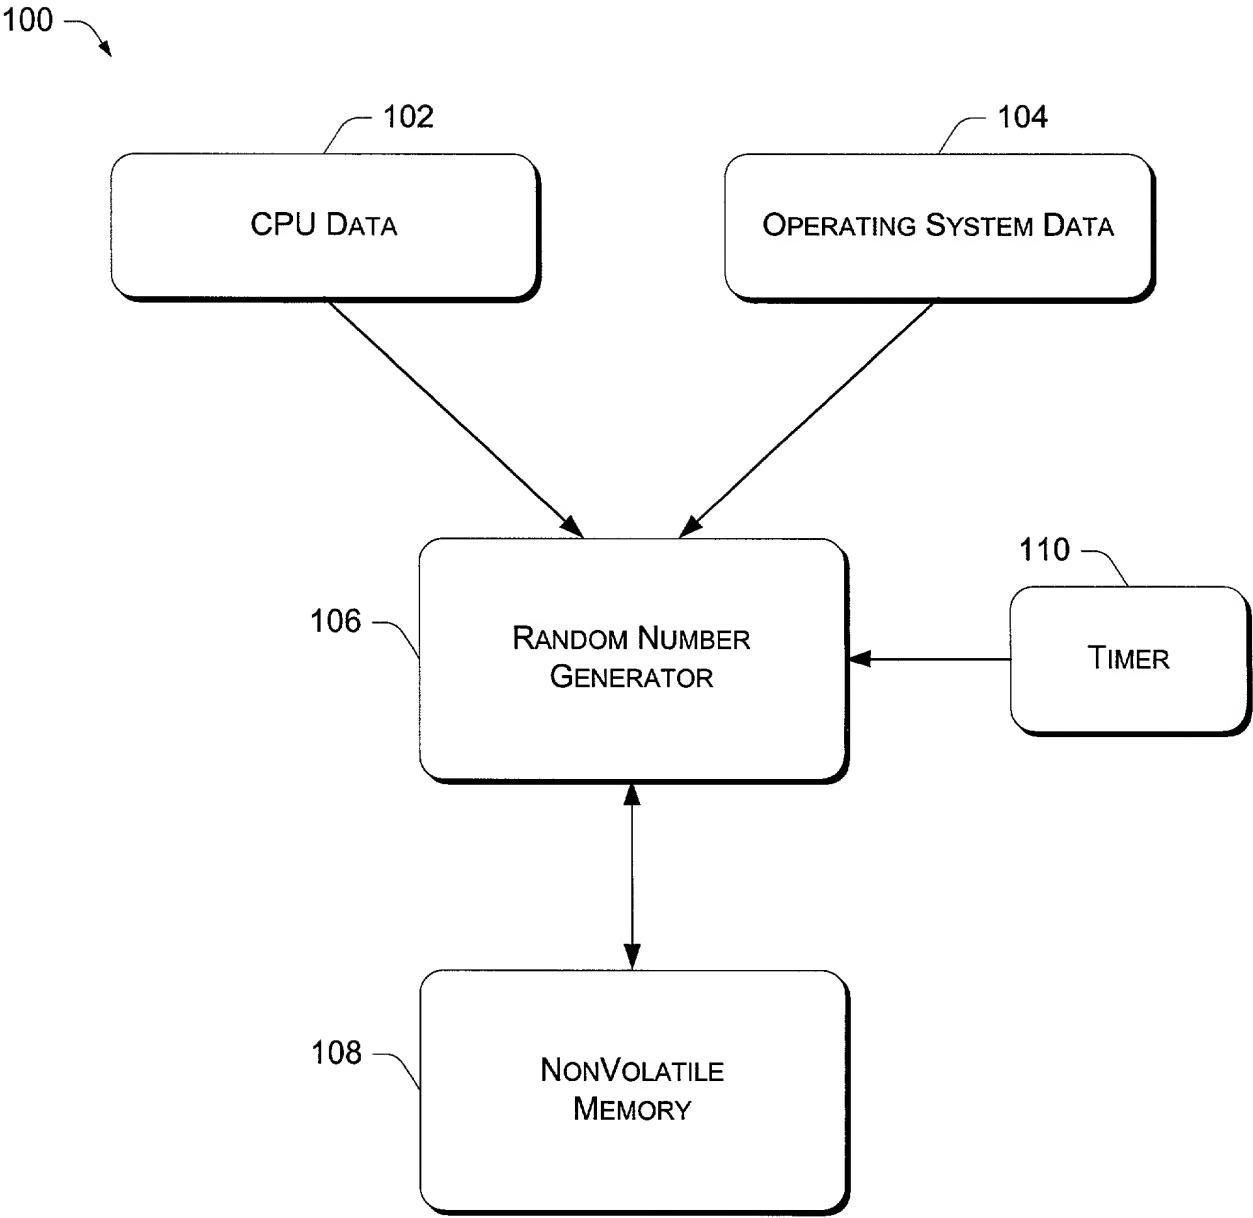 100
102
104
CPU DATA
OPERATING SYSTEM DATA
110
106
RANDOM NUMBER
GENERATOR
TIMER
108
NONVOLATILE
MEMORY